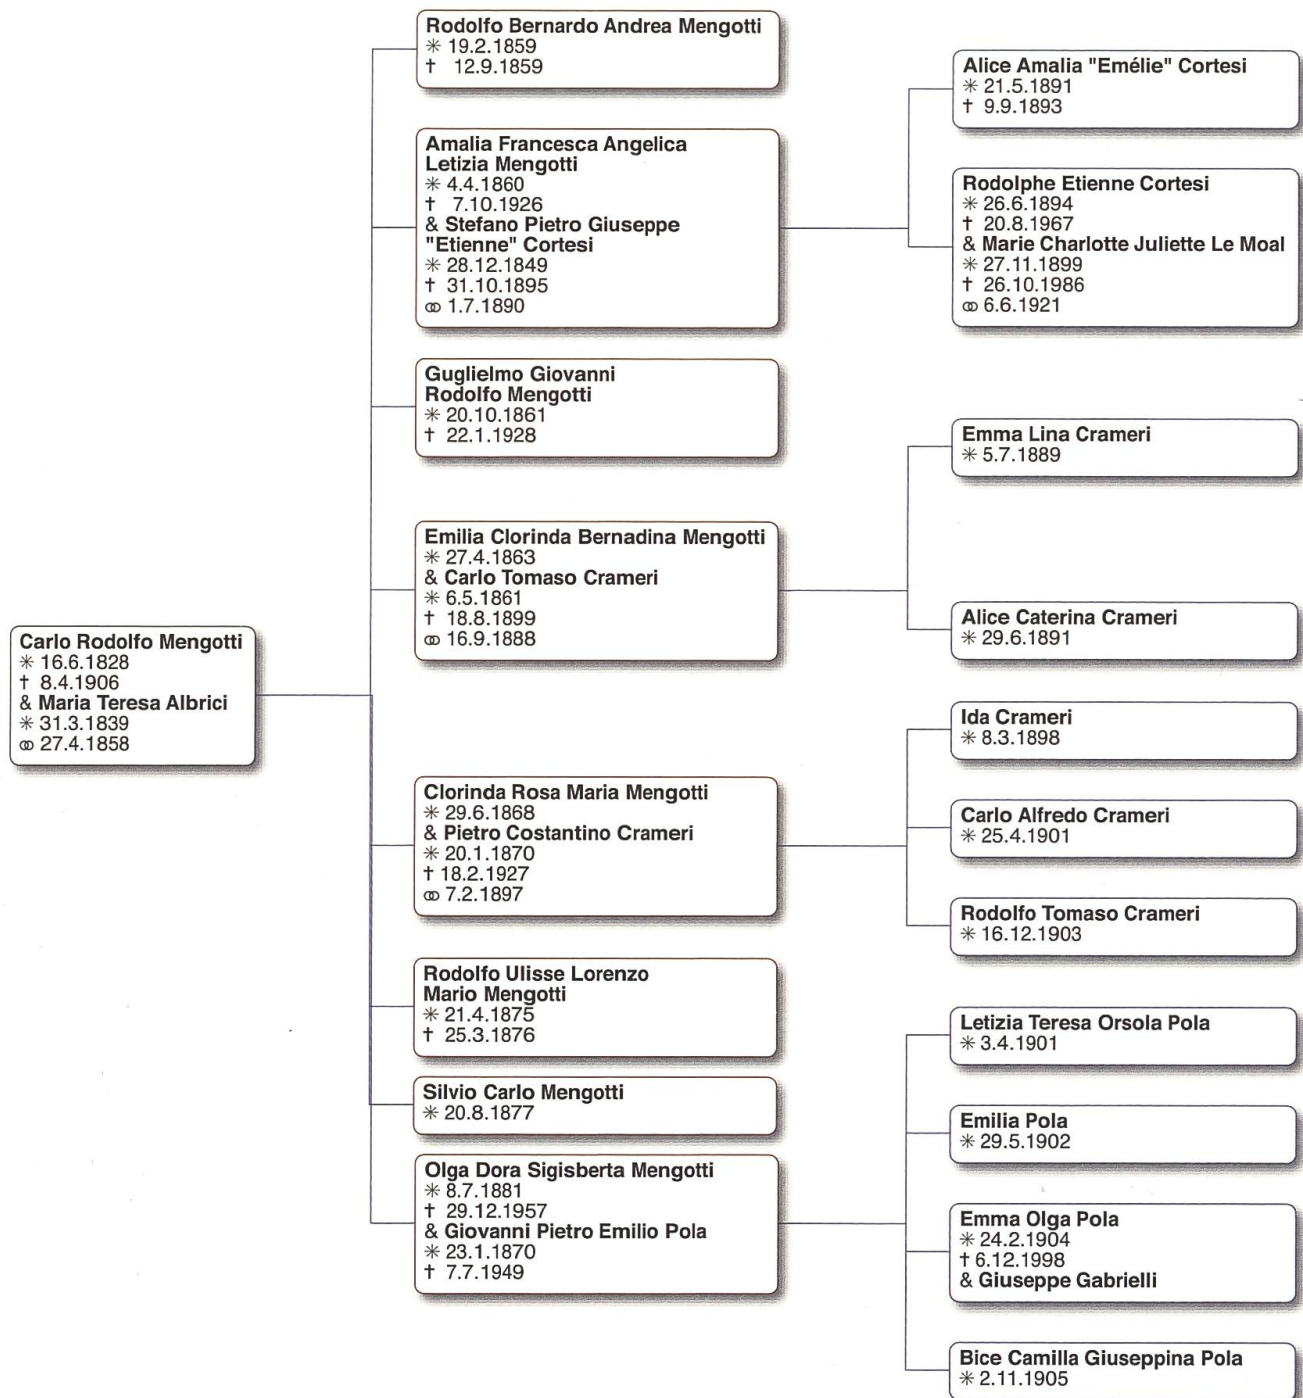 Carlo Rodolfo Mengotti
✳ 16.6.1828
† 8.4.1906
& Maria Teresa Albrici
✳ 31.3.1839
⚭ 27.4.1858
Rodolfo Bernardo Andrea Mengotti
✳ 19.2.1859
† 12.9.1859
Amalia Francesca Angelica
Letizia Mengotti
✳ 4.4.1860
† 7.10.1926
& Stefano Pietro Giuseppe
"Etienne" Cortesi
✳ 28.12.1849
† 31.10.1895
⚭ 1.7.1890
Guglielmo Giovanni
Rodolfo Mengotti
✳ 20.10.1861
† 22.1.1928
Emilia Clorinda Bernadina Mengotti
✳ 27.4.1863
& Carlo Tomaso Crameri
✳ 6.5.1861
† 18.8.1899
⚭ 16.9.1888
Clorinda Rosa Maria Mengotti
✳ 29.6.1868
& Pietro Costantino Crameri
✳ 20.1.1870
† 18.2.1927
⚭ 7.2.1897
Rodolfo Ulisse Lorenzo
Mario Mengotti
✳ 21.4.1875
† 25.3.1876
Silvio Carlo Mengotti
✳ 20.8.1877
Olga Dora Sigisberta Mengotti
✳ 8.7.1881
† 29.12.1957
& Giovanni Pietro Emilio Pola
✳ 23.1.1870
† 7.7.1949
Alice Amalia "Emélie" Cortesi
✳ 21.5.1891
† 9.9.1893
Rodolphe Etienne Cortesi
✳ 26.6.1894
† 20.8.1967
& Marie Charlotte Juliette Le Moal
✳ 27.11.1899
† 26.10.1986
⚭ 6.6.1921
Emma Lina Crameri
✳ 5.7.1889
Alice Caterina Crameri
✳ 29.6.1891
Ida Crameri
✳ 8.3.1898
Carlo Alfredo Crameri
✳ 25.4.1901
Rodolfo Tomaso Crameri
✳ 16.12.1903
Letizia Teresa Orsola Pola
✳ 3.4.1901
Emilia Pola
✳ 29.5.1902
Emma Olga Pola
✳ 24.2.1904
† 6.12.1998
& Giuseppe Gabrielli
Bice Camilla Giuseppina Pola
✳ 2.11.1905